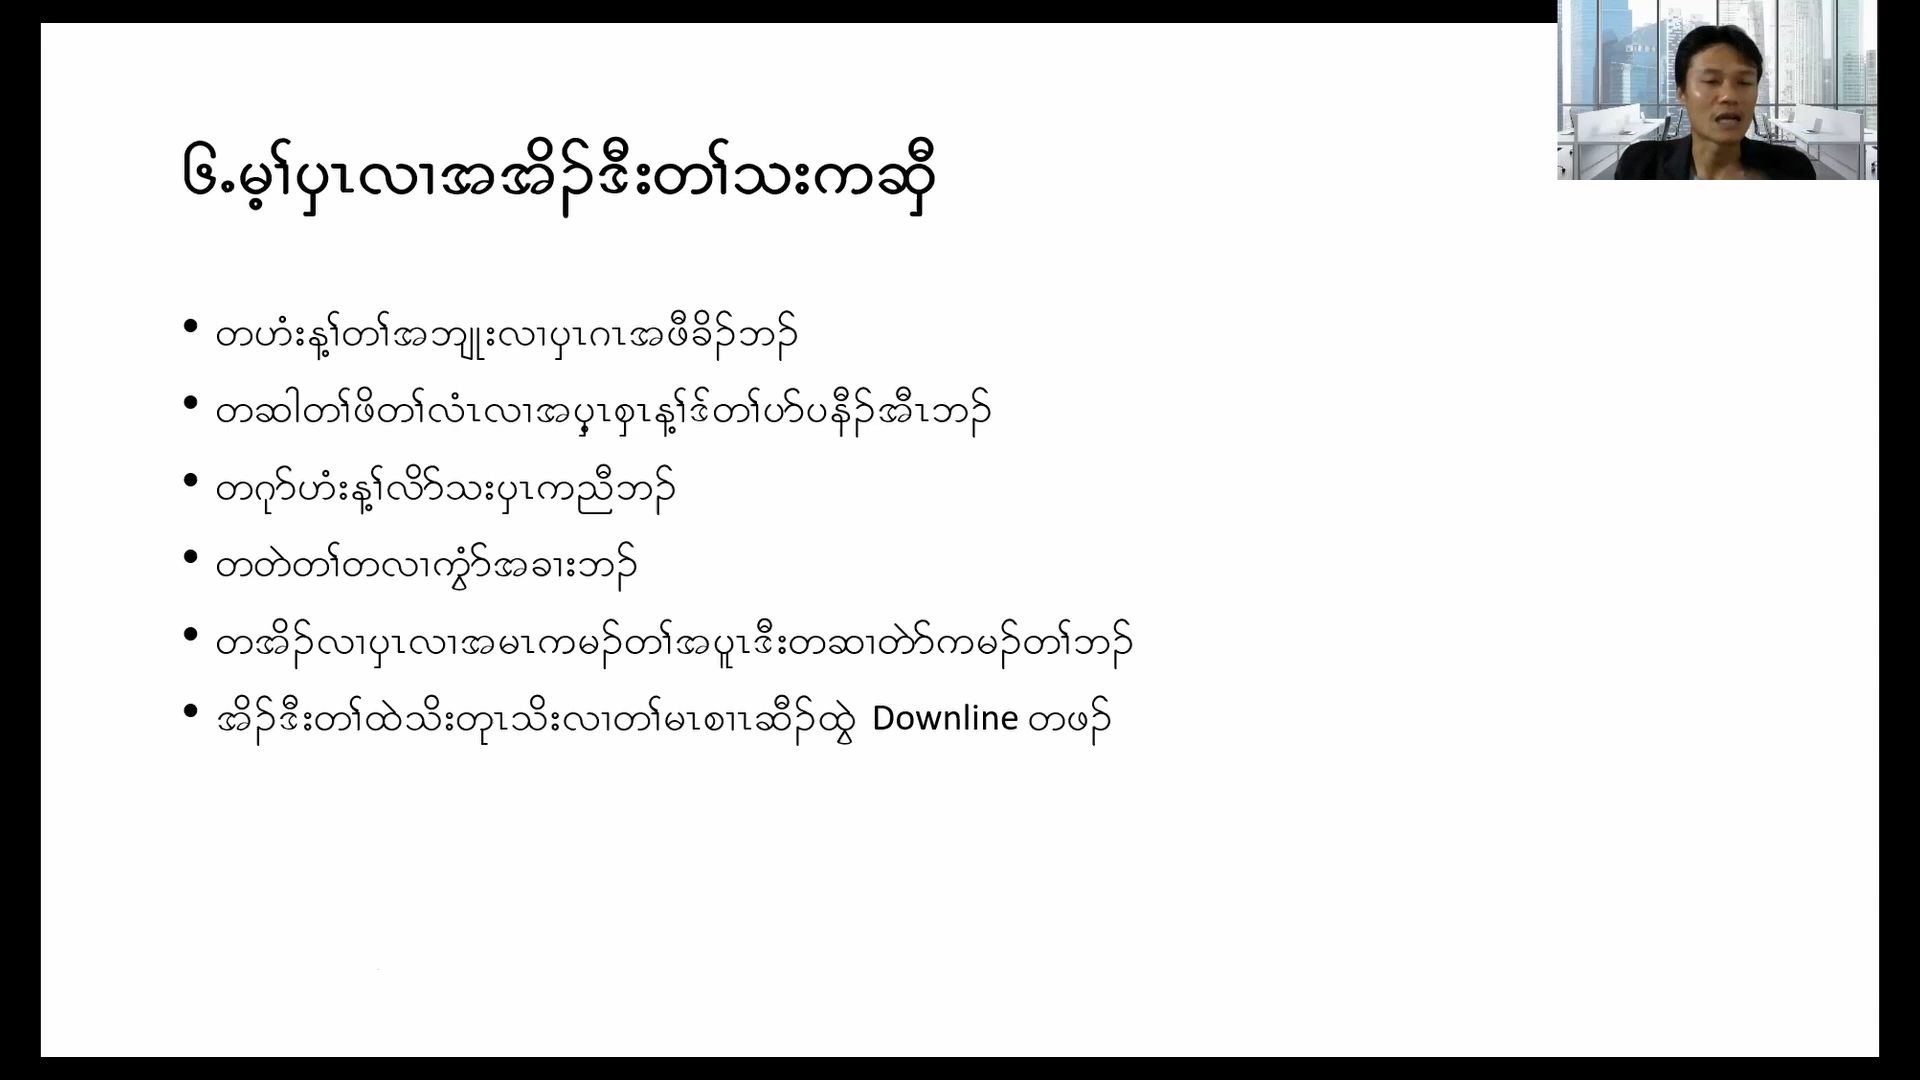 ၆.မ့ၢ်ပှၤလၢအအိၣ်ဒီးတၢ်သးကဆှီ
• တဟံးန့ၢ်တၢ်အဘျုးလၢပှၤဂၤအဖီခိၣ်ဘၣ်
• တဆါတၢ်ဖိတၢ်လံၤလၢအပ့ၤစှၤန့ၢ်ဒ်တၢ်ပာ်ပနီၣ်အီၤဘၣ်
• တဂုာ်ဟံးန့ၢ်လိာ်သးပှၤကညီဘၣ်
• တတဲတၢ်တလၢကွံာ်အခၢးဘၣ်
• တအိၣ်လၢပှၤလၢအမၤကမၣ်တၢ်အပူၤဒီးတဆၢတဲာ်ကမၣ်တၢ်ဘၣ်
• အိၣ်ဒီးတၢ်ထဲသိးတုၤသိးလၢတၢ်မၤစၢၤဆီၣ်ထွဲ Downline တဖၣ်